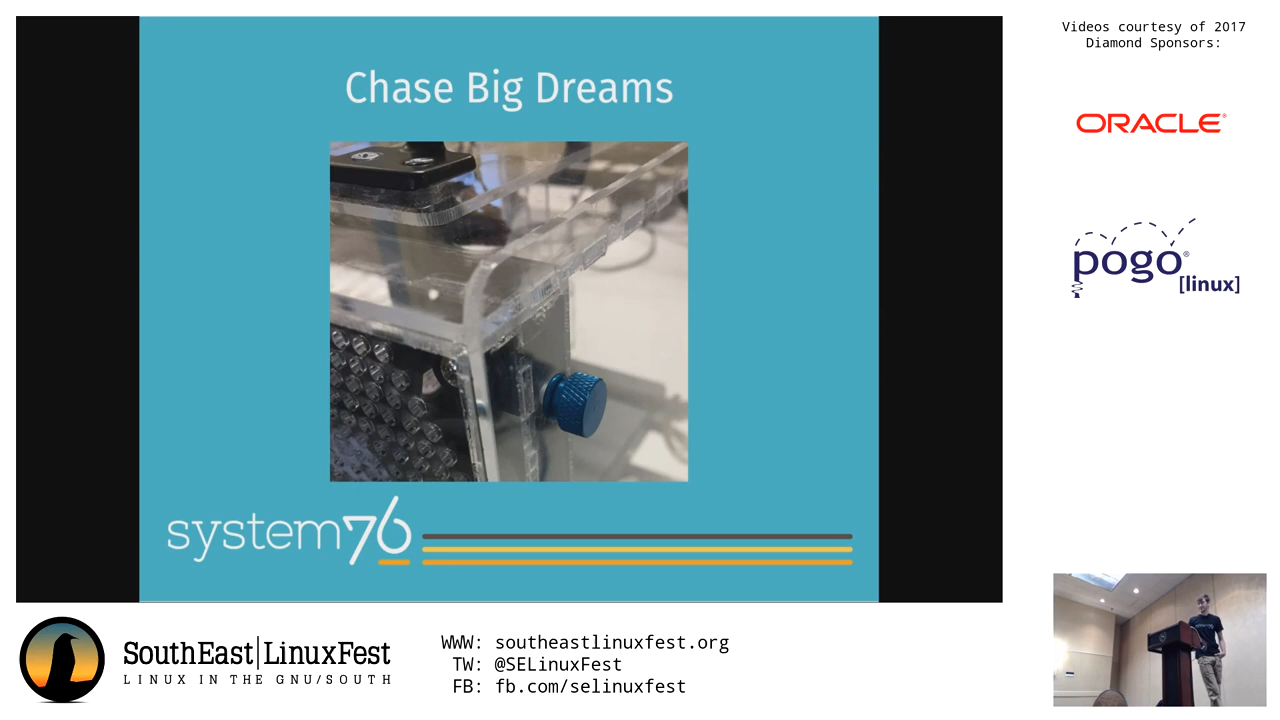 Chase Big Dreams
system76
Videos courtesy of 2017
Diamond Sponsors:
ORACLE®
pogo®
[linux]
SouthEast|LinuxFest
LINUX IN THE GNU/SOUTH
WWW: southeastlinuxfest.org
TW: @SELinuxFest
FB: fb.com/selinuxfest